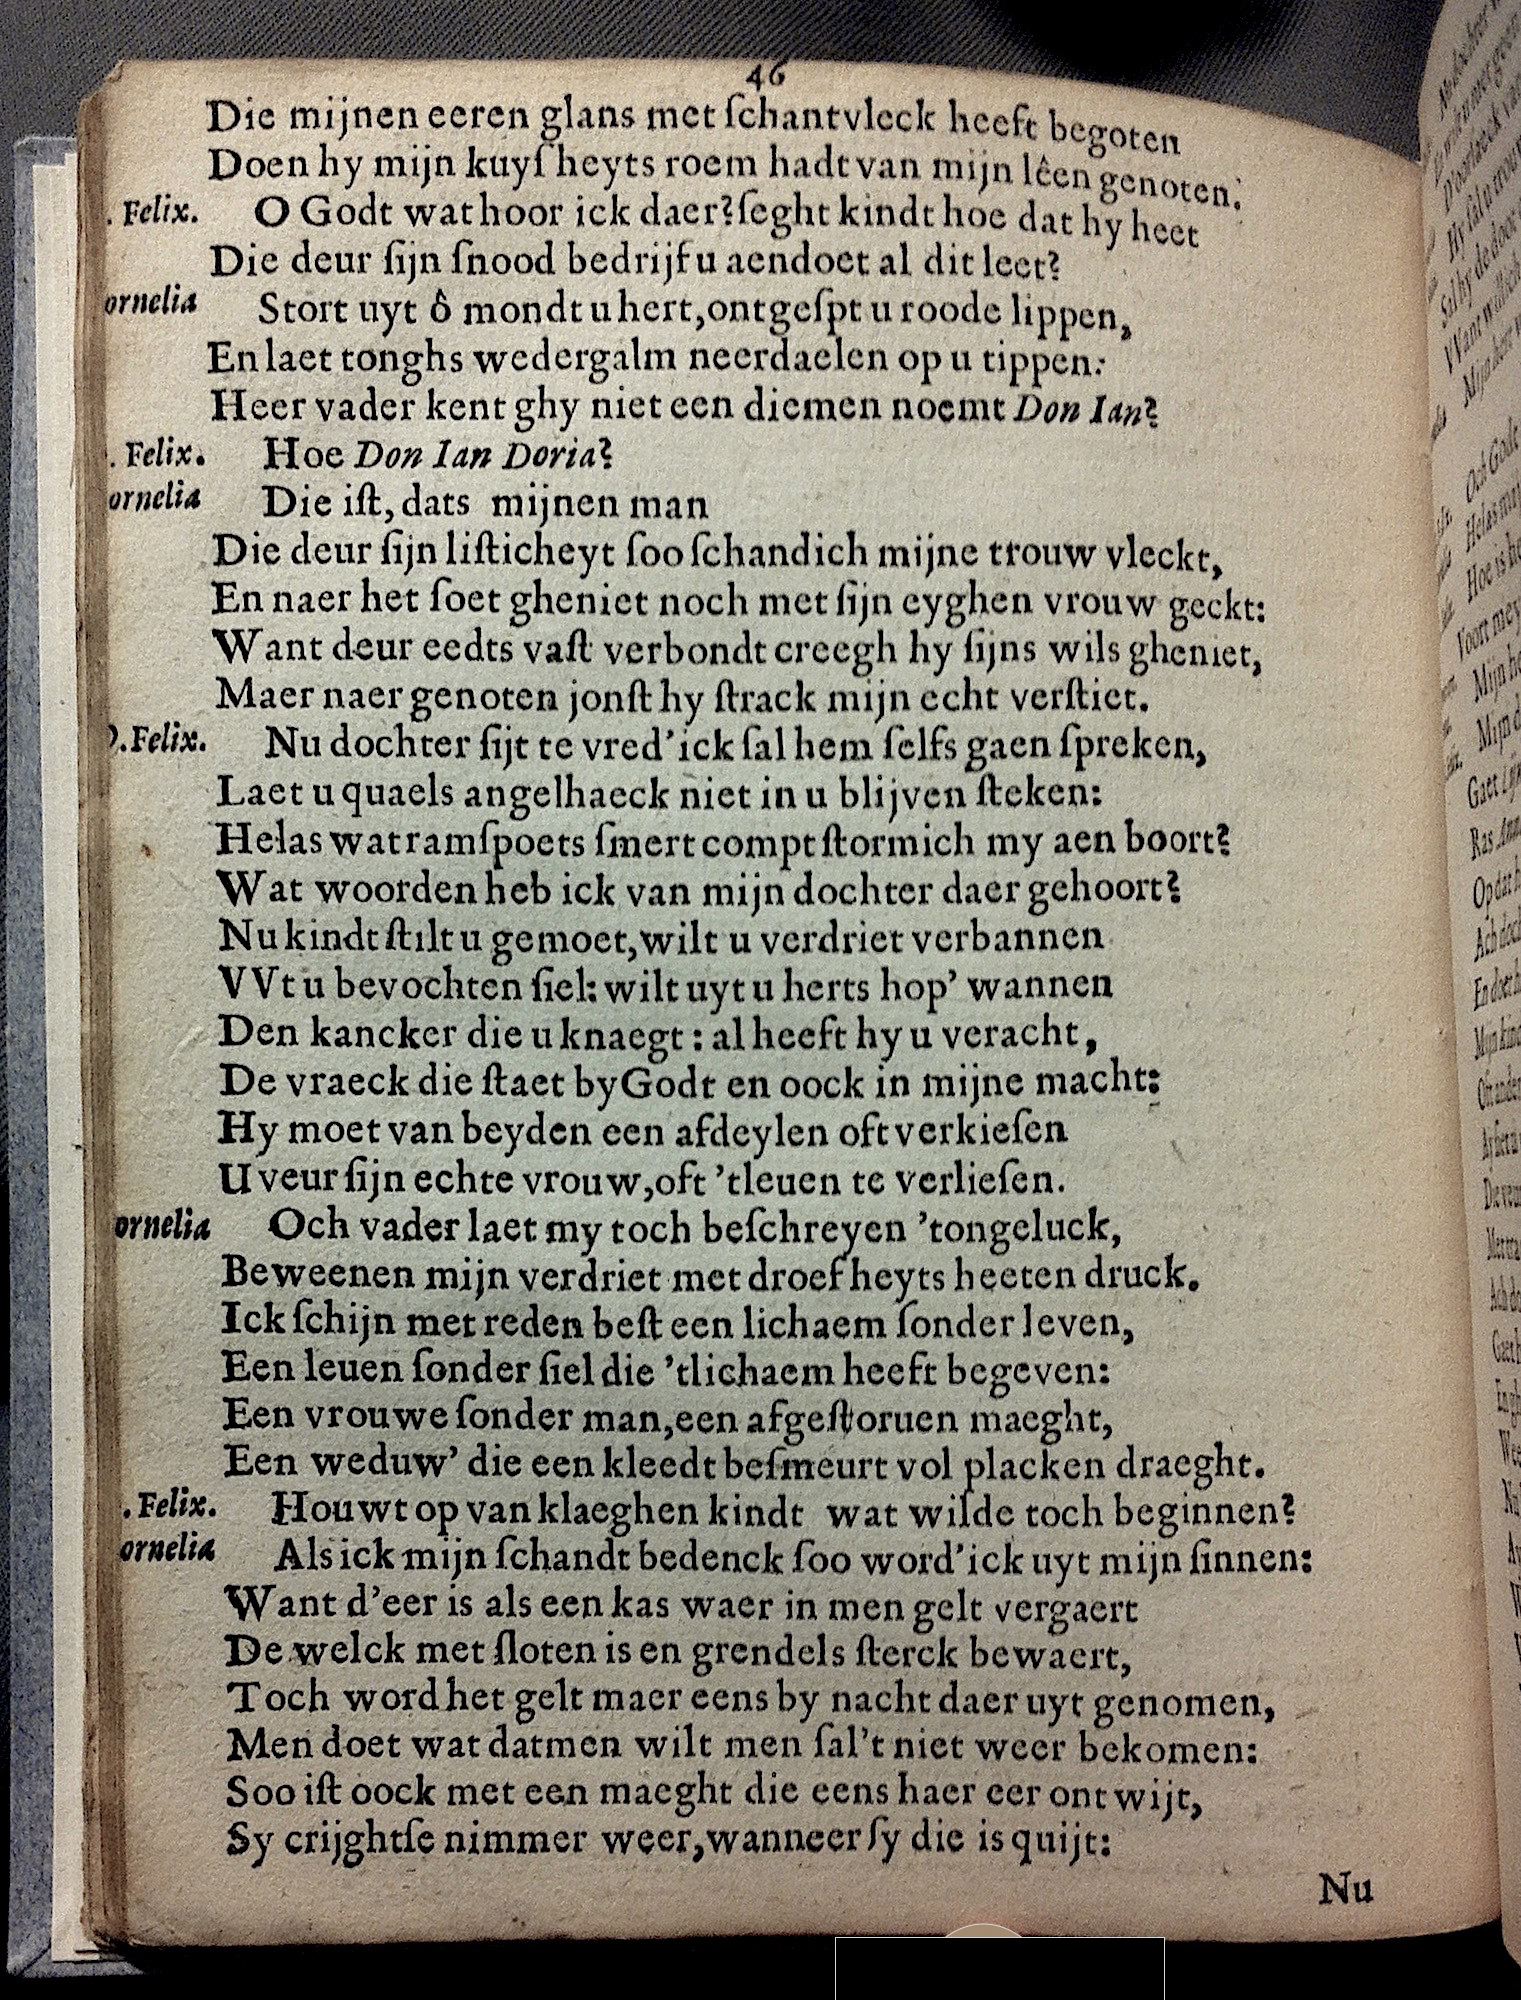 46
Die mijnen eeren glans met ſchantvleck heeft begoten
Doen hy mijn kuyſheyts roem hadt van mijn lêen genoten.
. Felix. O Godt wat hoor ick daer? ſeght kindt hoe dat hy heet
Die deur ſijn ſnood bedrijf u aendoet al dit leet?
ornelia Stort uyt ô mondt u hert, ontgeſpt u roode lippen,
En laet tonghs wedergalm neerdaelen op u tippen:
Heer vader kent ghy niet een diemen noemt Don Ian?
. Felix. Hoe Don Ian Doria?
ornelia Die iſt, dats mijnen man
Die deur ſijn liſticheyt ſoo ſchandich mijne trouw vleckt,
En naer het ſoet gheniet noch met ſijn eyghen vrouw geckt:
Want deur eedts vaſt verbondt creegh hy ſijns wils gheniet,
Maer naer genoten jonſt hy ſtrack mijn echt verſtiet.
D.Felix. Nu dochter ſijt te vred' ick ſal hem ſelfs gaen ſpreken,
Laet u quaels angelhaeck niet in u blijven ſteken:
Helas wat ramſpoets ſmert compt ſtormich my aen boort?
Wat woorden heb ick van mijn dochter daer gehoort?
Nu kindt ſtilt u gemoet, wilt u verdriet verbannen
VVt u bevochten ſiel: wilt uyt u herts hop' wannen
Den kancker die u knaegt: al heeft hy u veracht,
De vraeck die ſtaet by Godt en oock in mijne macht:
Hy moet van beyden een afdeylen oft verkieſen
U veur ſijn echte vrouw, oft 'tleuen te verlieſen.
ornelia Och vader laet my toch beſchreyen 'tongeluck,
Beweenen mijn verdriet met droefheyts heeten druck.
Ick ſchijn met reden beſt een lichaem ſonder leven,
Een leuen ſonder ſiel die 'tlichaem heeft begeven:
Een vrouwe ſonder man, een afgeſtoruen maeght,
Een weduw' die een kleedt beſmeurt vol placken draeght.
. Felix. Houwt op van klaeghen kindt wat wilde toch beginnen?
ornelia Als ick mijn ſchandt bedenck ſoo word' ick uyt mijn ſinnen:
Want d'eer is als een kas waer in men gelt vergaert
De welck met ſloten is en grendels ſterck bewaert,
Toch word het gelt maer eens by nacht daer uyt genomen,
Men doet wat datmen wilt men ſal't niet weer bekomen:
Soo iſt oock met een maeght die eens haer eer ontwijt,
Sy crijghtſe nimmer weer, wanneer ſy die is quijt:
Nu